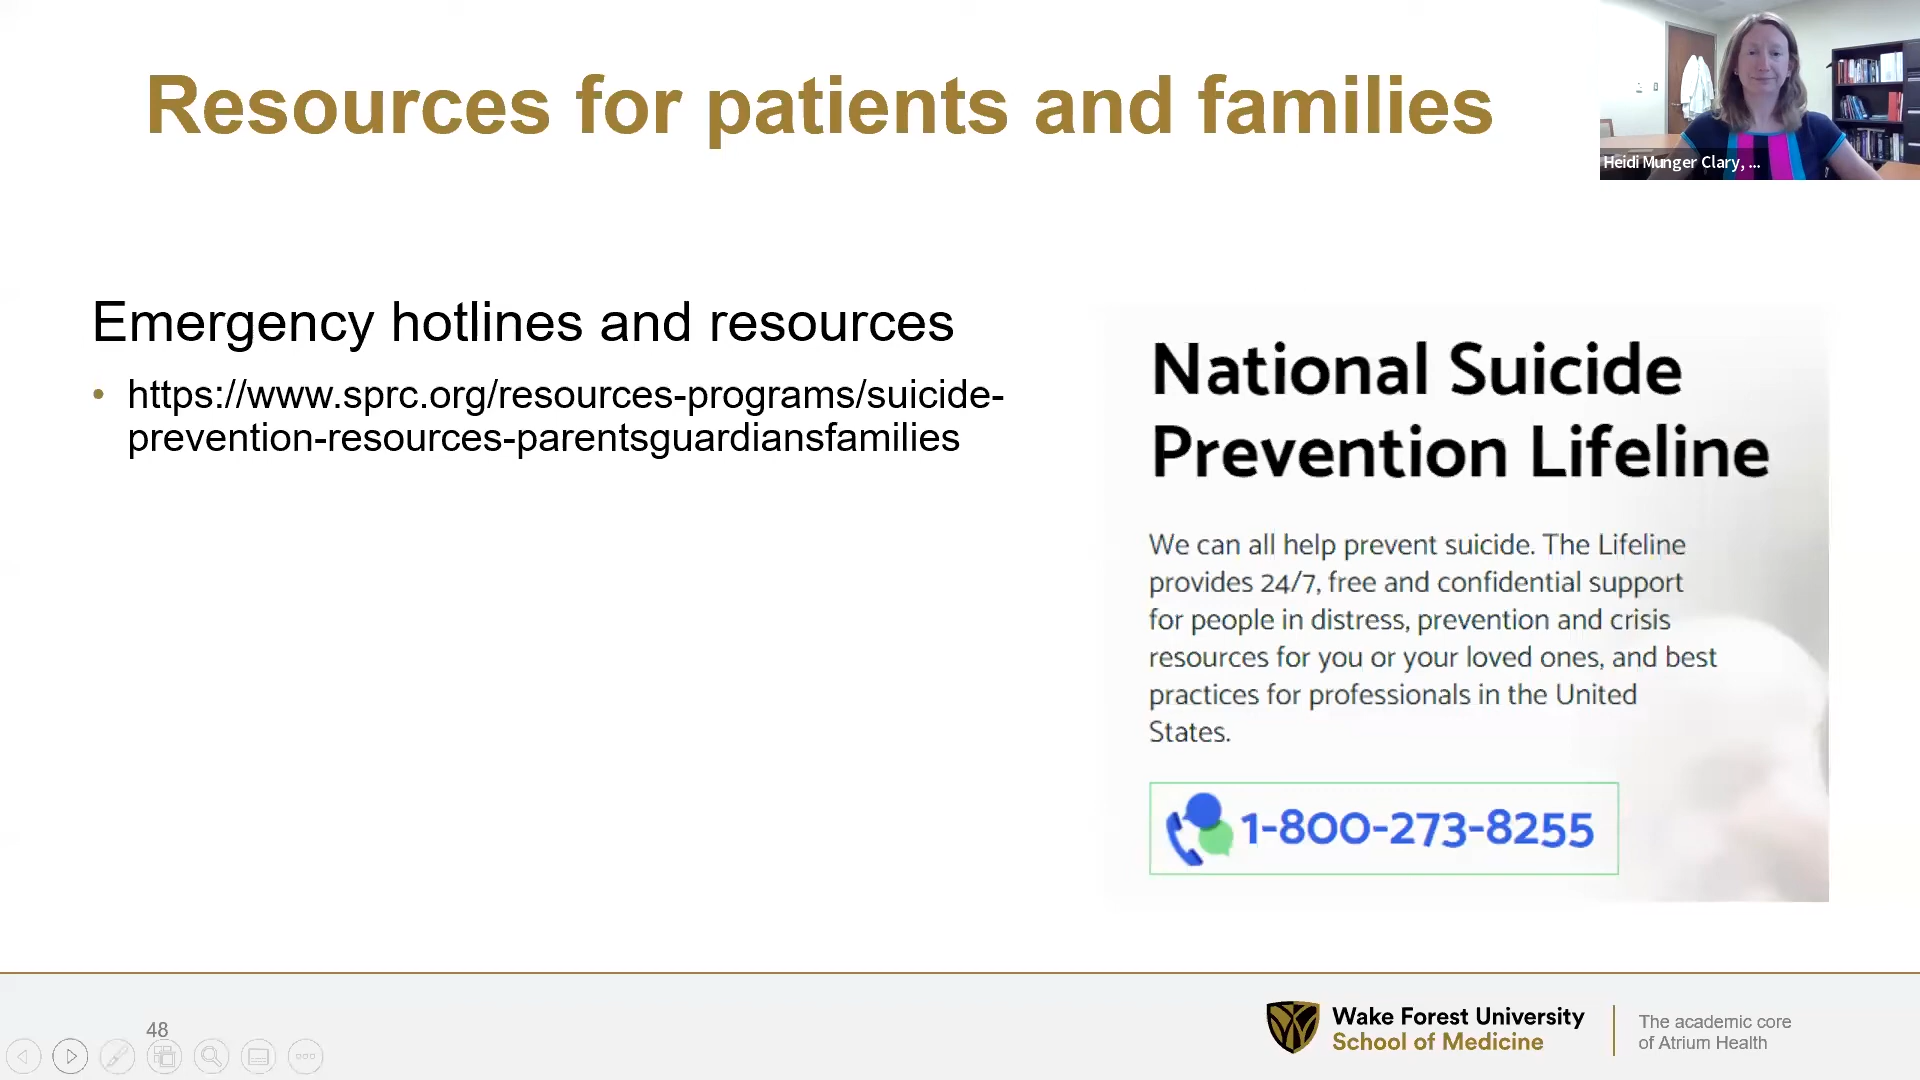 Resources for patients and families
Heidi Munger Clary, ...
Emergency hotlines and resources
• https://www.sprc.org/resources-programs/suicide-
prevention-resources-parentsguardiansfamilies
National Suicide
Prevention Lifeline
We can all help prevent suicide. The Lifeline
provides 24/7, free and confidential support
for people in distress, prevention and crisis
resources for you or your loved ones, and best
practices for professionals in the United
States.
1-800-273-8255
48
Wake Forest University
School of Medicine
The academic core
of Atrium Health